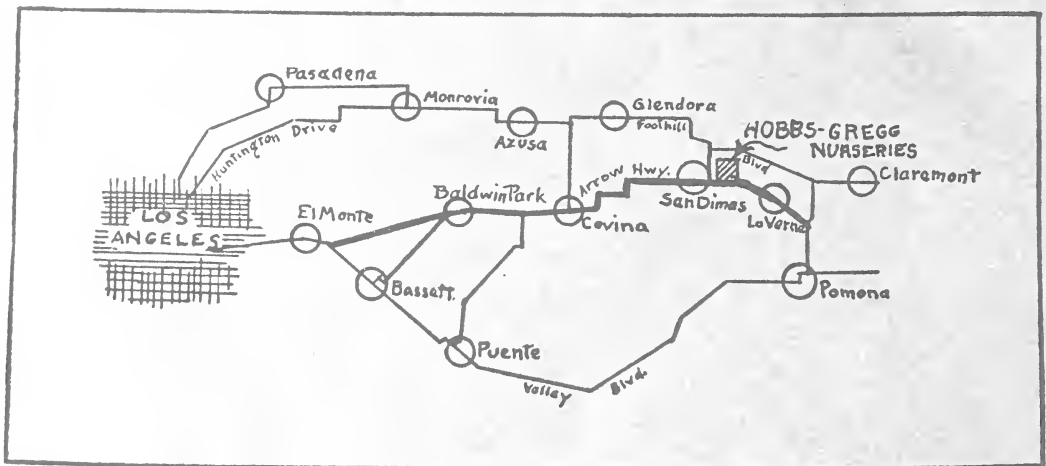 Pasadena
Monrovia
Glendora
Foothill
Azusa
Huntington Drive
HOBBS-GREGG
NURSERIES
Blvd
Claremont
Arrow Hwy.
San Dimas
La Verne
Baldwin Park
LOS
ANGELES
El Monte
Covina
Bassett.
Pomona
Puente
Valley Blvd.